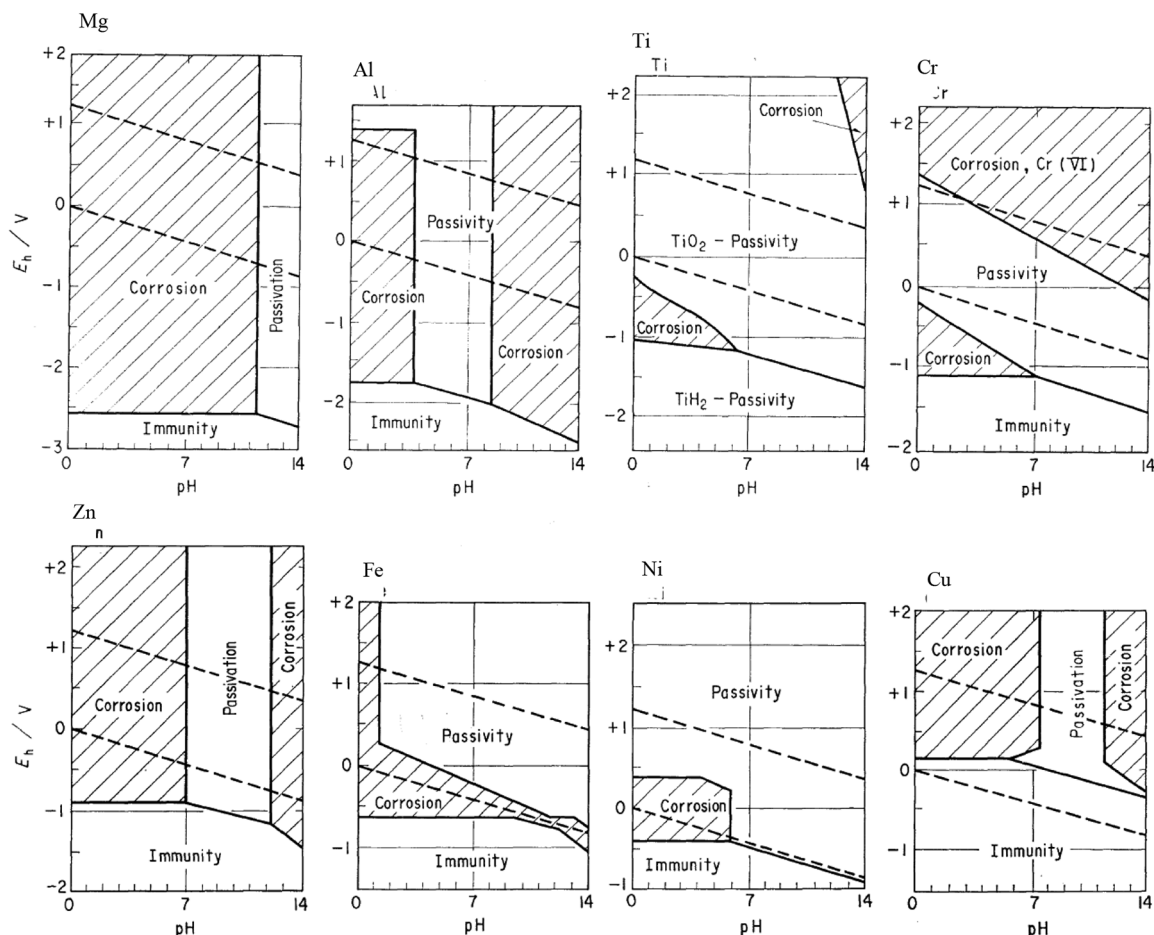 Mg
+2
+1
0
−1
−2
−3
E_h / V
Corrosion
Passivation
Immunity
0 7 14
pH
Al
Al
+1
0
−1
−2
Corrosion
Passivity
Corrosion
Immunity
0 7 14
pH
Ti
Ti
+2
+1
0
−1
−2
Corrosion
TiO2 – Passivity
Corrosion
TiH2 – Passivity
0 7 14
pH
Cr
Cr
+2
+1
0
−1
−2
Corrosion, Cr (VI)
Passivity
Corrosion
Immunity
0 7 14
pH
Zn
n
+2
+1
0
−1
−2
E_h / V
Corrosion
Passivation
Corrosion
Immunity
0 7 14
pH
Fe
+2
+1
0
−1
Passivity
Corrosion
Immunity
0 7 14
pH
Ni
+2
+1
0
−1
Passivity
Corrosion
Immunity
0 7 14
pH
Cu
+2
+1
0
−1
Corrosion
Passivation
Corrosion
Immunity
0 7 14
pH